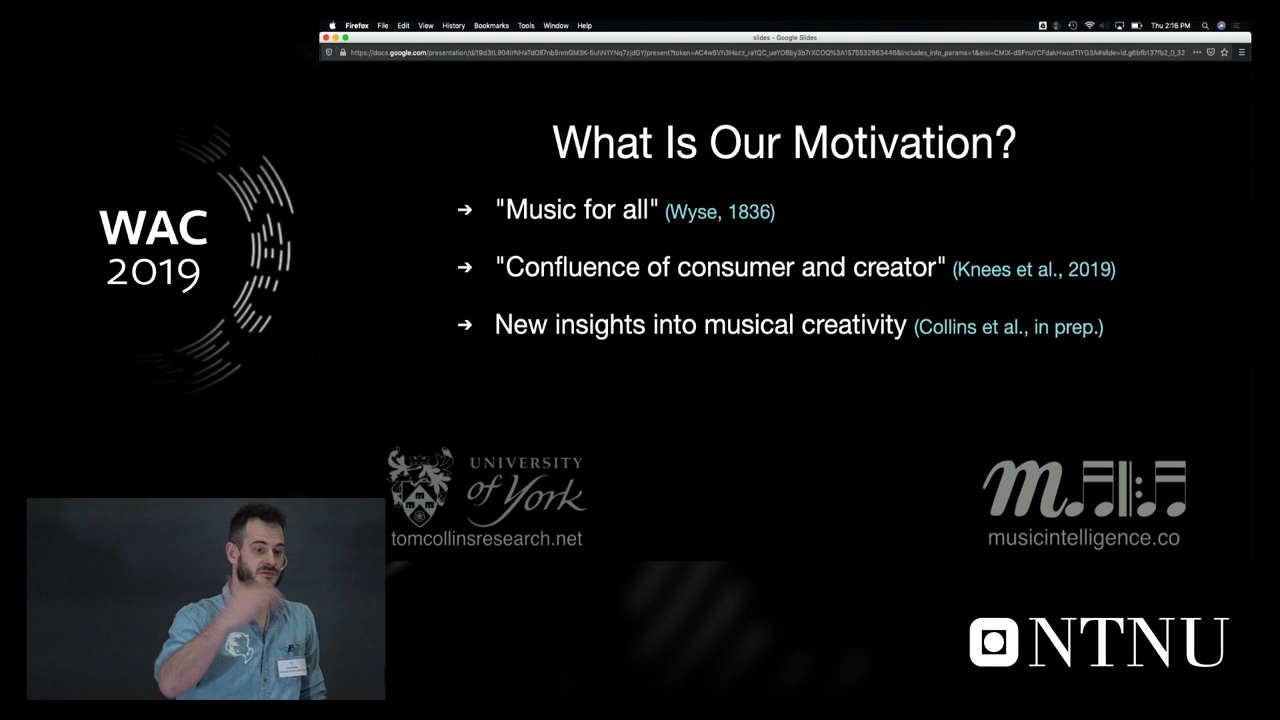 Firefox File Edit View History Bookmarks Tools Window Help
Thu 2:16 PM
slides - Google Slides
What Is Our Motivation?
➔ "Music for all" (Wyse, 1836)
➔ "Confluence of consumer and creator" (Knees et al., 2019)
➔ New insights into musical creativity (Collins et al., in prep.)
WAC
2019
UNIVERSITY
of York
tomcollinsresearch.net
musicintelligence.co
NTNU